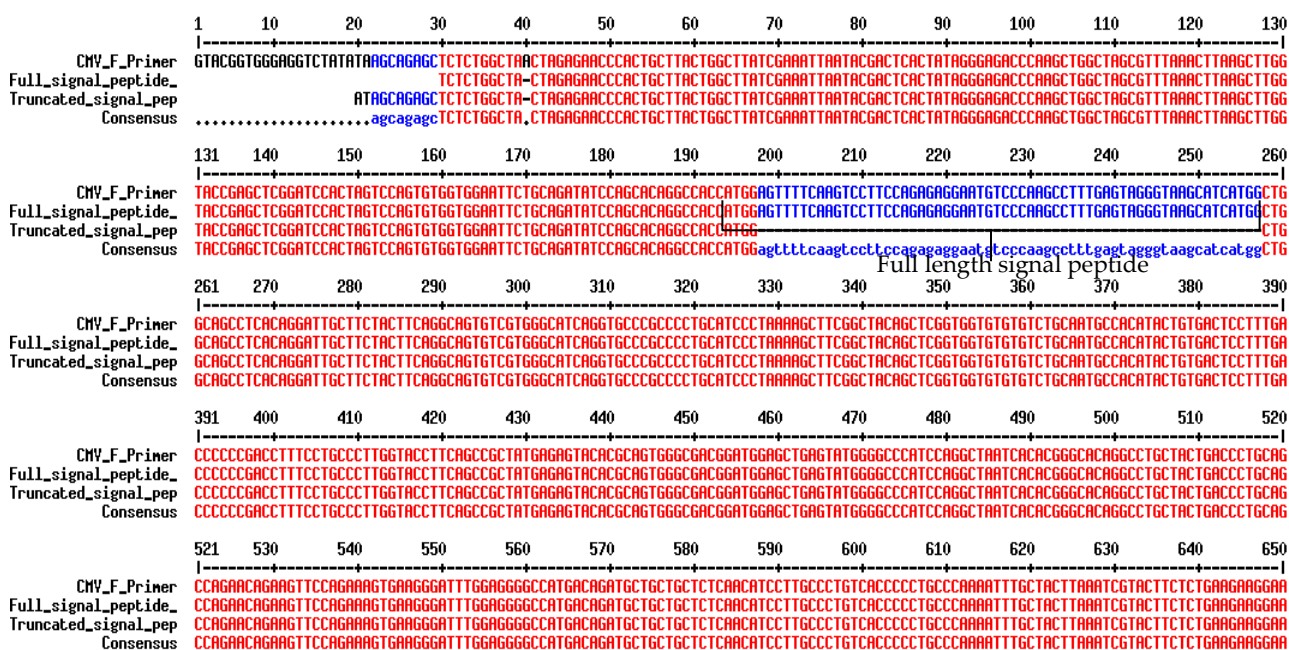 1 10 20 30 40 50 60 70 80 90 100 110 120 130
|--------+---------+---------+---------+---------+---------+---------+---------+---------+---------+---------+---------+---------|
CMV_F_Primer GTACGGTGGGAGGTCTATATAAGCAGAGCTCTCTGGCTAACTAGAGAACCCACTGCTTACTGGCTTATCGAAATTAATACGACTCACTATAGGGAGACCCAAGCTGGCTAGCGTTTAAACTTAAGCTTGG
Full_signal_peptide_ TCTCTGGCTA-CTAGAGAACCCACTGCTTACTGGCTTATCGAAATTAATACGACTCACTATAGGGAGACCCAAGCTGGCTAGCGTTTAAACTTAAGCTTGG
Truncated_signal_pep ATAGCAGAGCTCTCTGGCTA-CTAGAGAACCCACTGCTTACTGGCTTATCGAAATTAATACGACTCACTATAGGGAGACCCAAGCTGGCTAGCGTTTAAACTTAAGCTTGG
Consensus .....................agcagagcTCTCTGGCTA.CTAGAGAACCCACTGCTTACTGGCTTATCGAAATTAATACGACTCACTATAGGGAGACCCAAGCTGGCTAGCGTTTAAACTTAAGCTTGG
131 140 150 160 170 180 190 200 210 220 230 240 250 260
|--------+---------+---------+---------+---------+---------+---------+---------+---------+---------+---------+---------+---------|
CMV_F_Primer TACCGAGCTCGGATCCACTAGTCCAGTGTGGTGGAATTCTGCAGATATCCAGCACAGGCCACCATGGAGTTTTCAAGTCCTTCCAGAGAGGAATGTCCCAAGCCTTTGAGTAGGGTAAGCATCATGGCTG
Full_signal_peptide_ TACCGAGCTCGGATCCACTAGTCCAGTGTGGTGGAATTCTGCAGATATCCAGCACAGGCCACCATGGAGTTTTCAAGTCCTTCCAGAGAGGAATGTCCCAAGCCTTTGAGTAGGGTAAGCATCATGGCTG
Truncated_signal_pep TACCGAGCTCGGATCCACTAGTCCAGTGTGGTGGAATTCTGCAGATATCCAGCACAGGCCACCATGG CTG
Consensus TACCGAGCTCGGATCCACTAGTCCAGTGTGGTGGAATTCTGCAGATATCCAGCACAGGCCACCATGGagttttcaagtccttccagagaggaatgtcccaagcctttgagtagggtaagcatcatggCTG
Full length signal peptide
261 270 280 290 300 310 320 330 340 350 360 370 380 390
|--------+---------+---------+---------+---------+---------+---------+---------+---------+---------+---------+---------+---------|
CMV_F_Primer GCAGCCTCACAGGATTGCTTCTACTTCAGGCAGTGTCGTGGGCATCAGGTGCCCGCCCCTGCATCCCTAAAAGCTTCGGCTACAGCTCGGTGGTGTGTGTCTGCAATGCCACATACTGTGACTCCTTTGA
Full_signal_peptide_ GCAGCCTCACAGGATTGCTTCTACTTCAGGCAGTGTCGTGGGCATCAGGTGCCCGCCCCTGCATCCCTAAAAGCTTCGGCTACAGCTCGGTGGTGTGTGTCTGCAATGCCACATACTGTGACTCCTTTGA
Truncated_signal_pep GCAGCCTCACAGGATTGCTTCTACTTCAGGCAGTGTCGTGGGCATCAGGTGCCCGCCCCTGCATCCCTAAAAGCTTCGGCTACAGCTCGGTGGTGTGTGTCTGCAATGCCACATACTGTGACTCCTTTGA
Consensus GCAGCCTCACAGGATTGCTTCTACTTCAGGCAGTGTCGTGGGCATCAGGTGCCCGCCCCTGCATCCCTAAAAGCTTCGGCTACAGCTCGGTGGTGTGTGTCTGCAATGCCACATACTGTGACTCCTTTGA
391 400 410 420 430 440 450 460 470 480 490 500 510 520
|--------+---------+---------+---------+---------+---------+---------+---------+---------+---------+---------+---------+---------|
CMV_F_Primer CCCCCCGACCTTTCCTGCCCTTGGTACCTTCAGCCGCTATGAGAGTACACGCAGTGGGCGACGGATGGAGCTGAGTATGGGGCCCATCCAGGCTAATCACACGGGCACAGGCCTGCTACTGACCCTGCAG
Full_signal_peptide_ CCCCCCGACCTTTCCTGCCCTTGGTACCTTCAGCCGCTATGAGAGTACACGCAGTGGGCGACGGATGGAGCTGAGTATGGGGCCCATCCAGGCTAATCACACGGGCACAGGCCTGCTACTGACCCTGCAG
Truncated_signal_pep CCCCCCGACCTTTCCTGCCCTTGGTACCTTCAGCCGCTATGAGAGTACACGCAGTGGGCGACGGATGGAGCTGAGTATGGGGCCCATCCAGGCTAATCACACGGGCACAGGCCTGCTACTGACCCTGCAG
Consensus CCCCCCGACCTTTCCTGCCCTTGGTACCTTCAGCCGCTATGAGAGTACACGCAGTGGGCGACGGATGGAGCTGAGTATGGGGCCCATCCAGGCTAATCACACGGGCACAGGCCTGCTACTGACCCTGCAG
521 530 540 550 560 570 580 590 600 610 620 630 640 650
|--------+---------+---------+---------+---------+---------+---------+---------+---------+---------+---------+---------+---------|
CMV_F_Primer CCAGAACAGAAGTTCCAGAAAGTGAAGGGATTTGGAGGGGCCATGACAGATGCTGCTGCTCTCAACATCCTTGCCCTGTCACCCCCTGCCCAAAATTTGCTACTTAAATCGTACTTCTCTGAAGAAGGAA
Full_signal_peptide_ CCAGAACAGAAGTTCCAGAAAGTGAAGGGATTTGGAGGGGCCATGACAGATGCTGCTGCTCTCAACATCCTTGCCCTGTCACCCCCTGCCCAAAATTTGCTACTTAAATCGTACTTCTCTGAAGAAGGAA
Truncated_signal_pep CCAGAACAGAAGTTCCAGAAAGTGAAGGGATTTGGAGGGGCCATGACAGATGCTGCTGCTCTCAACATCCTTGCCCTGTCACCCCCTGCCCAAAATTTGCTACTTAAATCGTACTTCTCTGAAGAAGGAA
Consensus CCAGAACAGAAGTTCCAGAAAGTGAAGGGATTTGGAGGGGCCATGACAGATGCTGCTGCTCTCAACATCCTTGCCCTGTCACCCCCTGCCCAAAATTTGCTACTTAAATCGTACTTCTCTGAAGAAGGAA